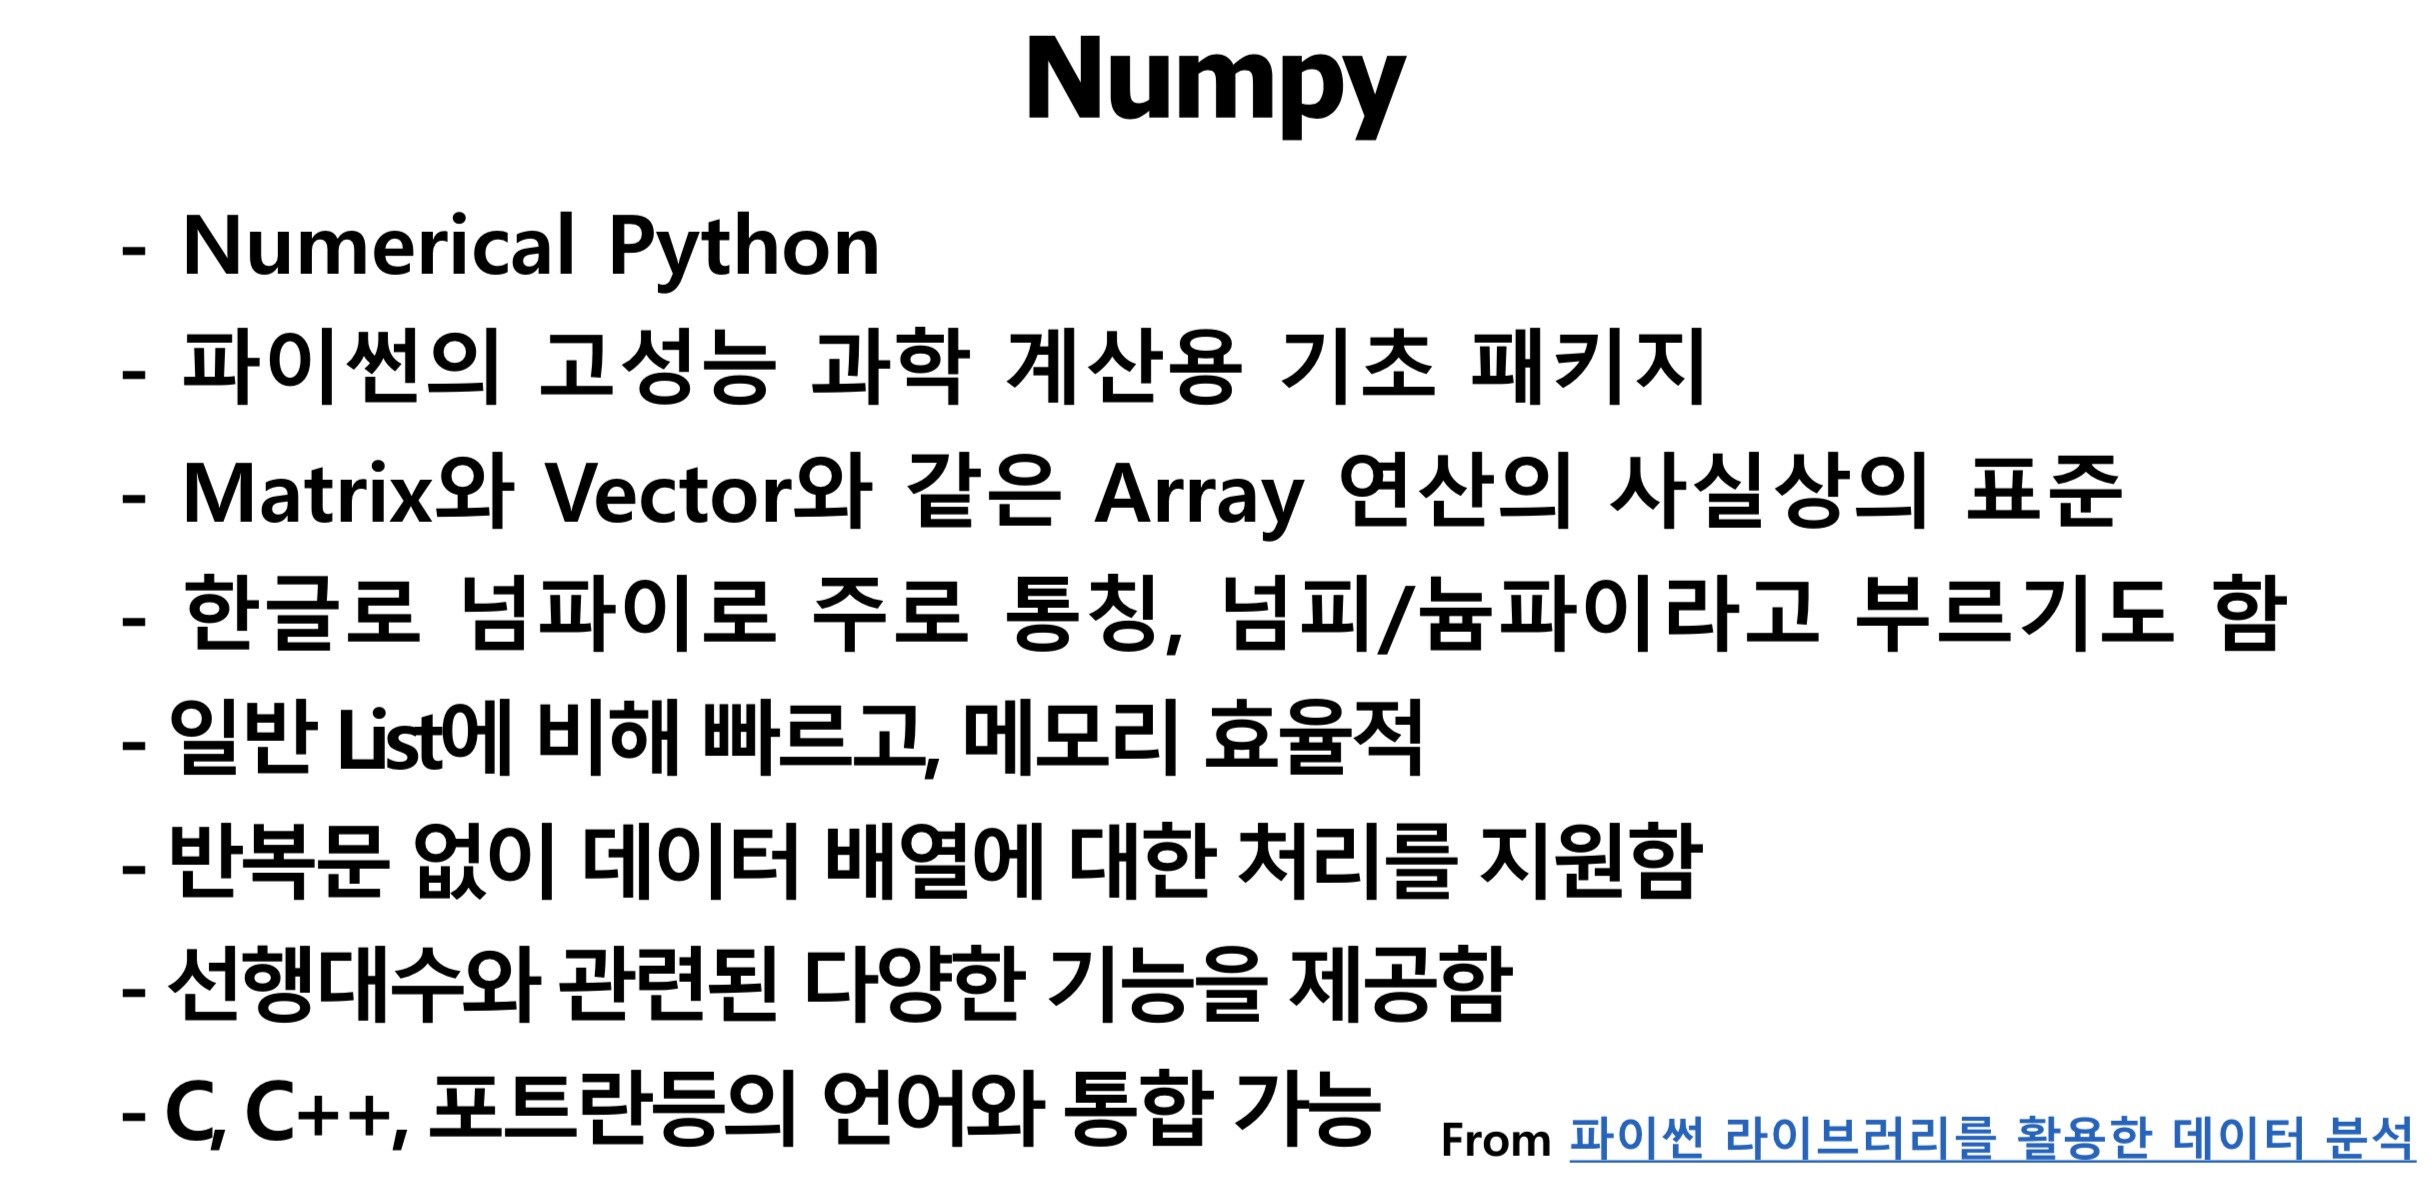 Numpy
- Numerical Python
- 파이썬의 고성능 과학 계산용 기초 패키지
- Matrix와 Vector와 같은 Array 연산의 사실상의 표준
- 한글로 넘파이로 주로 통칭, 넘피/늄파이라고 부르기도 함
- 일반 List에 비해 빠르고, 메모리 효율적
- 반복문 없이 데이터 배열에 대한 처리를 지원함
- 선행대수와 관련된 다양한 기능을 제공함
- C, C++, 포트란등의 언어와 통합 가능
From 파이썬 라이브러리를 활용한 데이터 분석